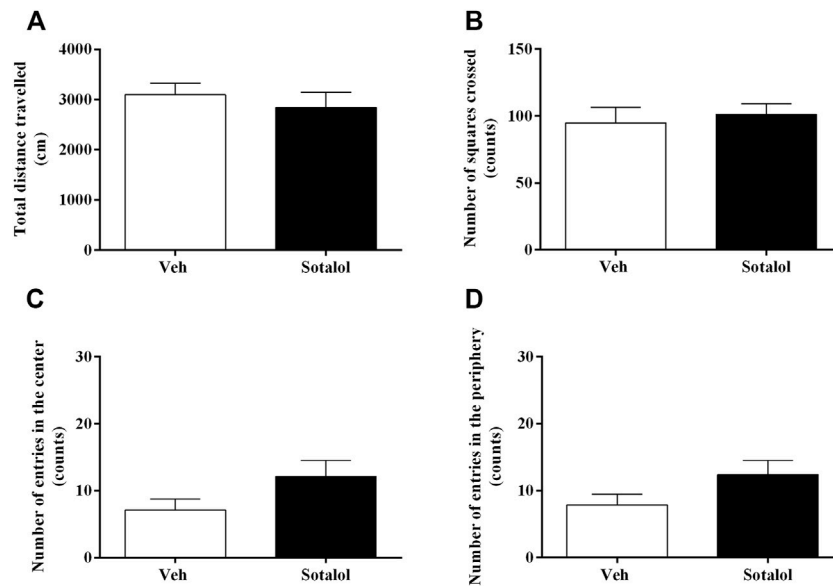 A
Total distance travelled
(cm)
4000
3000
2000
1000
0
Veh
Sotalol
B
Number of squares crossed
(counts)
150
100
50
0
Veh
Sotalol
C
Number of entries in the center
(counts)
30
20
10
0
Veh
Sotalol
D
Number of entries in the periphery
(counts)
30
20
10
0
Veh
Sotalol